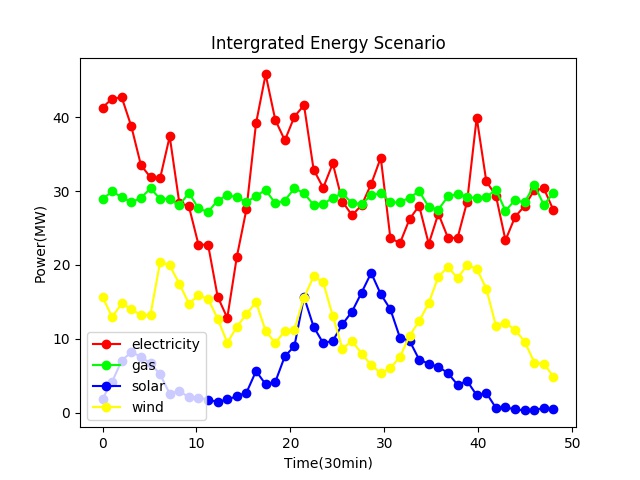 Intergrated Energy Scenario
Power(MW)
40
30
20
10
0
electricity
gas
solar
wind
0 10 20 30 40 50
Time(30min)